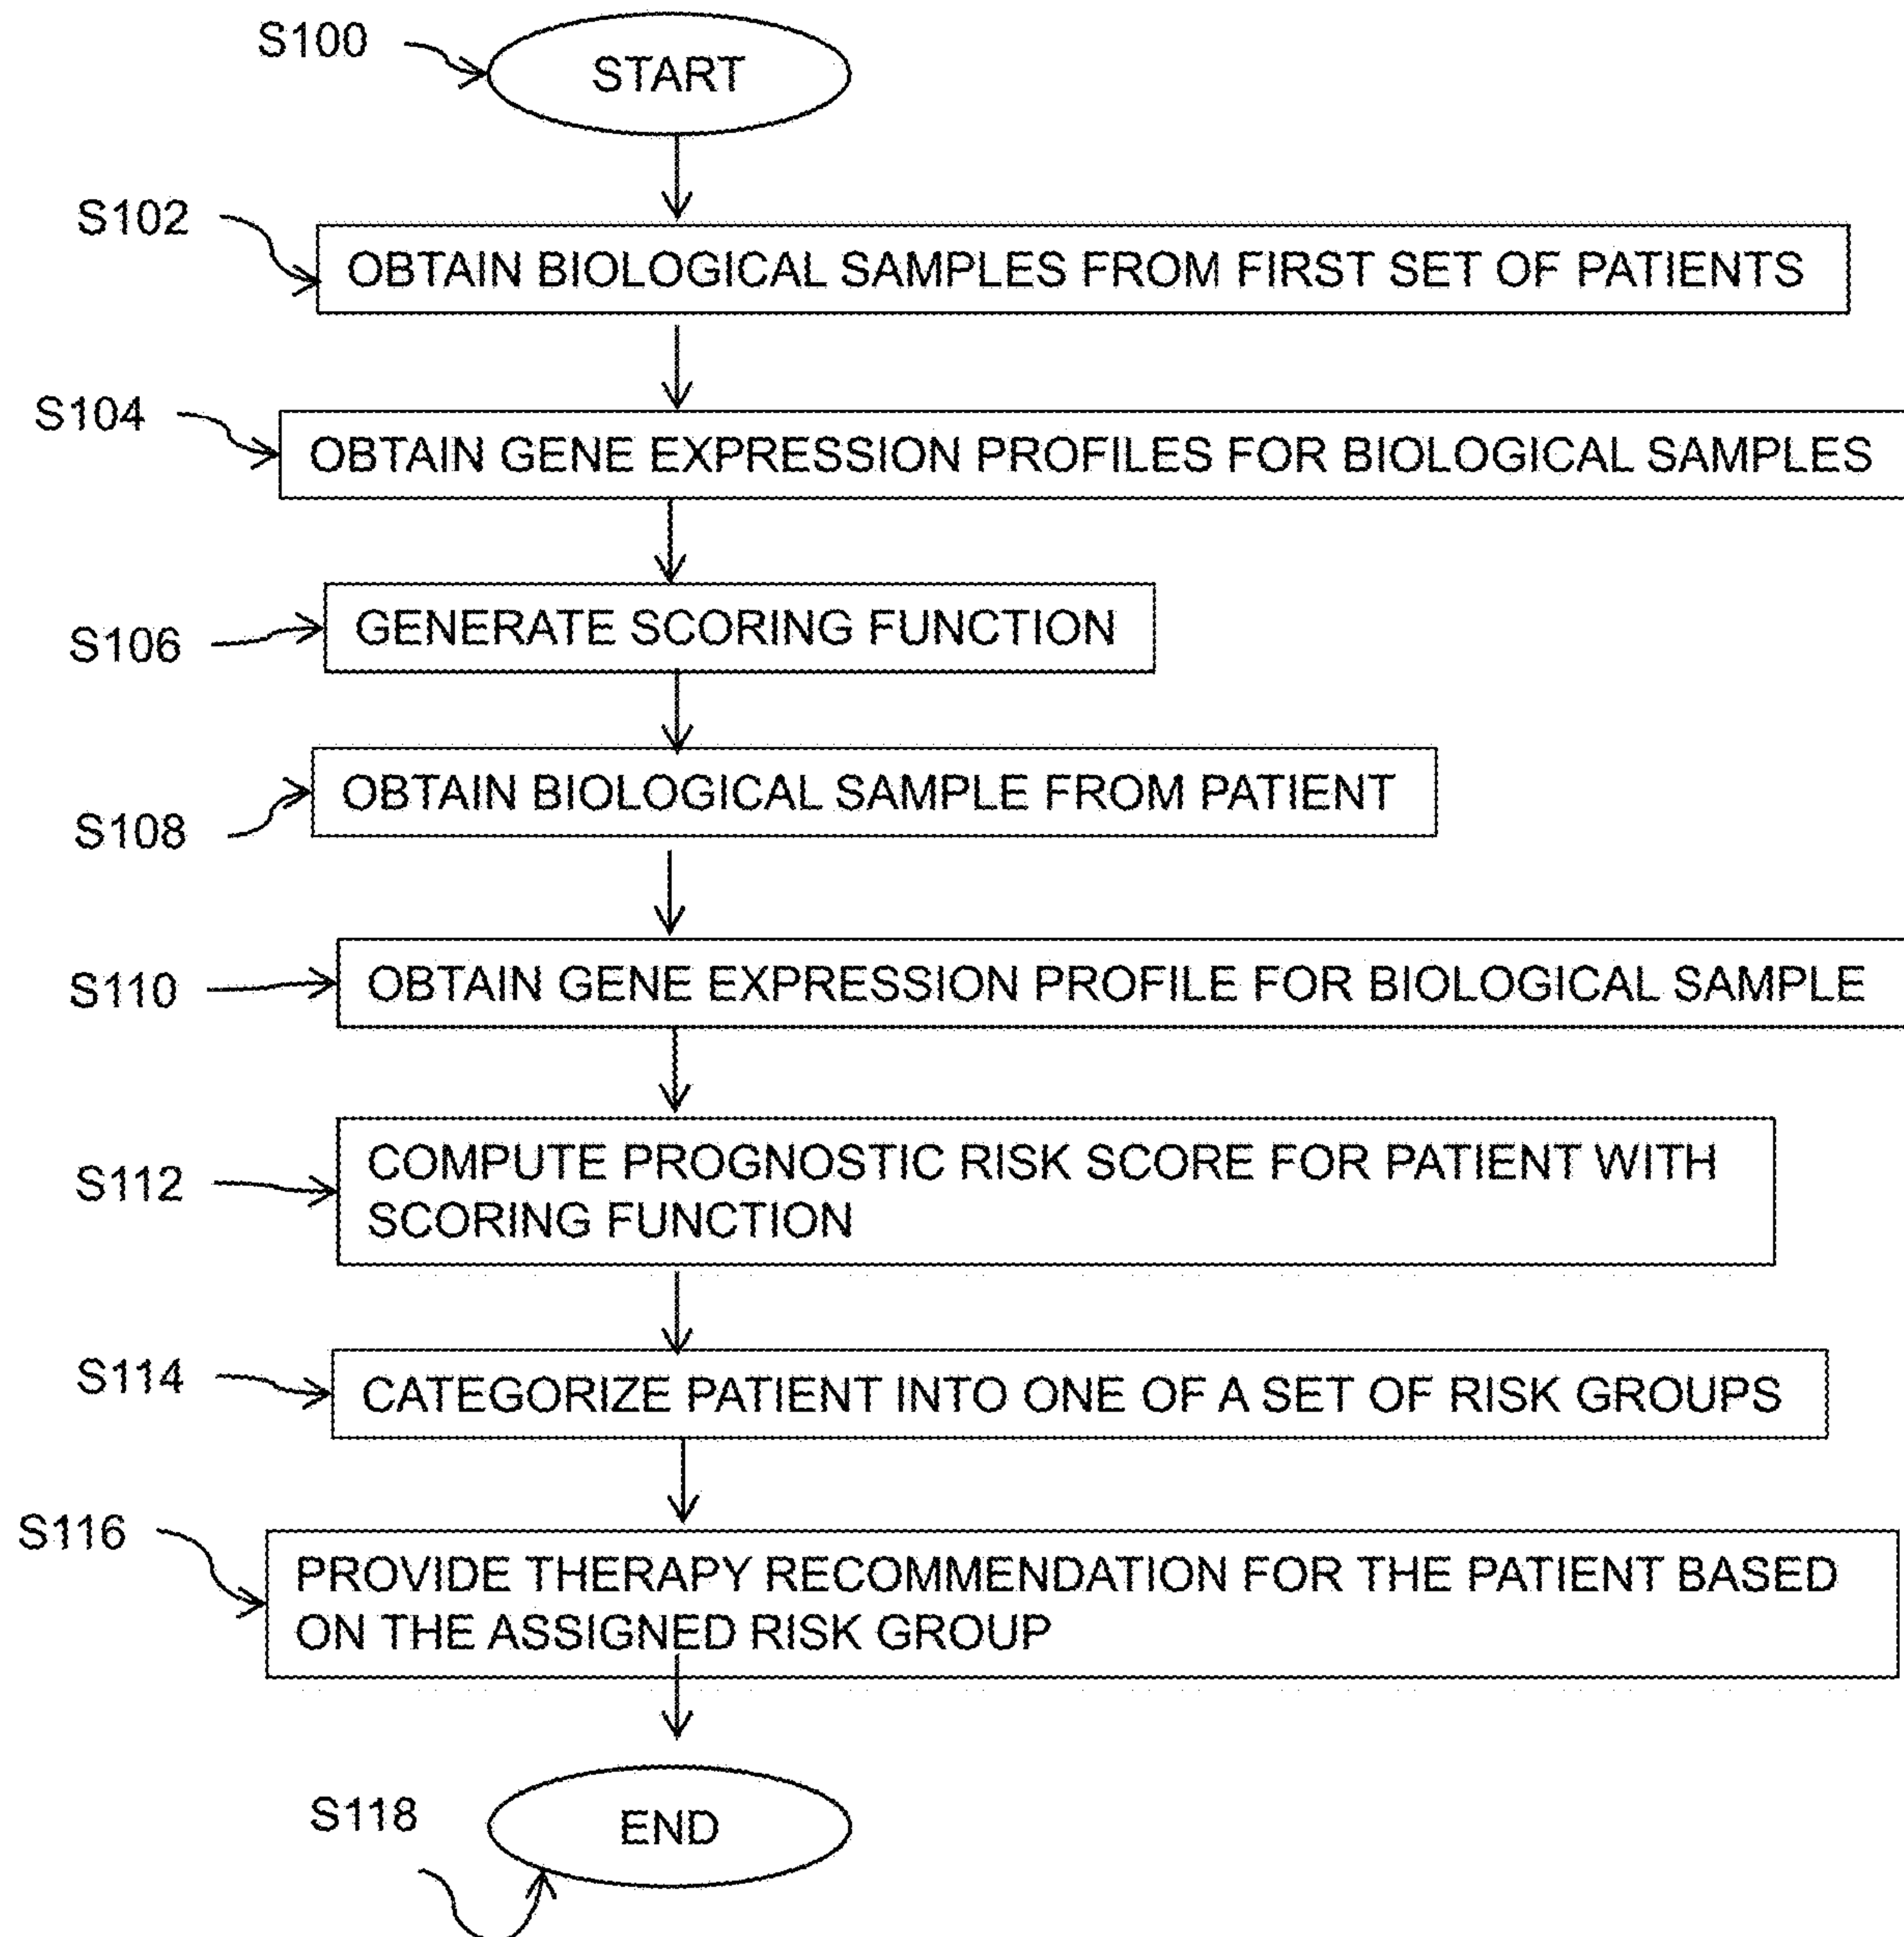 S100
START
S102
OBTAIN BIOLOGICAL SAMPLES FROM FIRST SET OF PATIENTS
S104
OBTAIN GENE EXPRESSION PROFILES FOR BIOLOGICAL SAMPLES
S106
GENERATE SCORING FUNCTION
S108
OBTAIN BIOLOGICAL SAMPLE FROM PATIENT
S110
OBTAIN GENE EXPRESSION PROFILE FOR BIOLOGICAL SAMPLE
S112
COMPUTE PROGNOSTIC RISK SCORE FOR PATIENT WITH
SCORING FUNCTION
S114
CATEGORIZE PATIENT INTO ONE OF A SET OF RISK GROUPS
S116
PROVIDE THERAPY RECOMMENDATION FOR THE PATIENT BASED
ON THE ASSIGNED RISK GROUP
S118
END